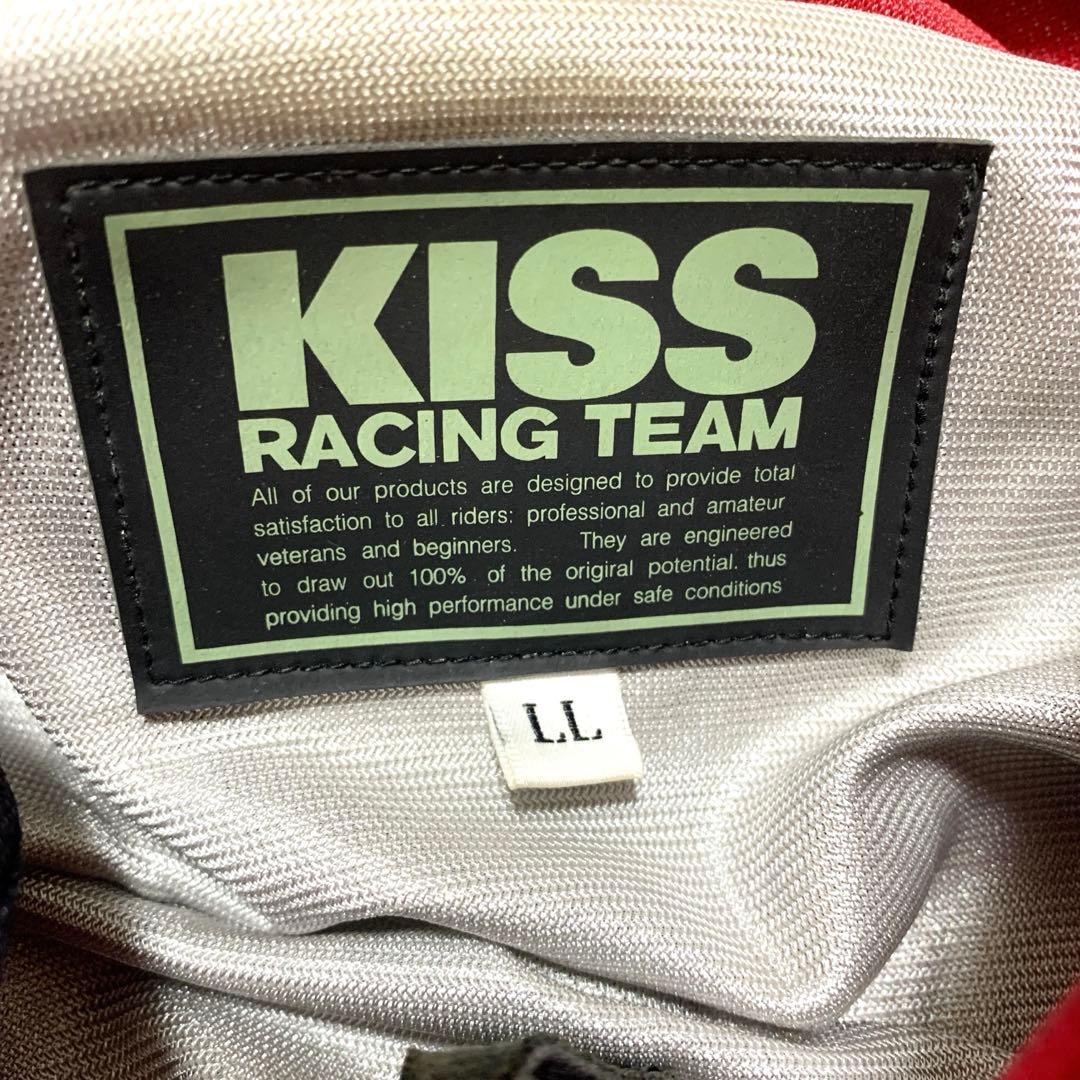 KISS
RACING TEAM
All of our products are designed to provide total
satisfaction to all riders: professional and amateur
veterans and beginners. They are engineered
to draw out 100% of the origiral potential. thus
providing high performance under safe conditions
LL